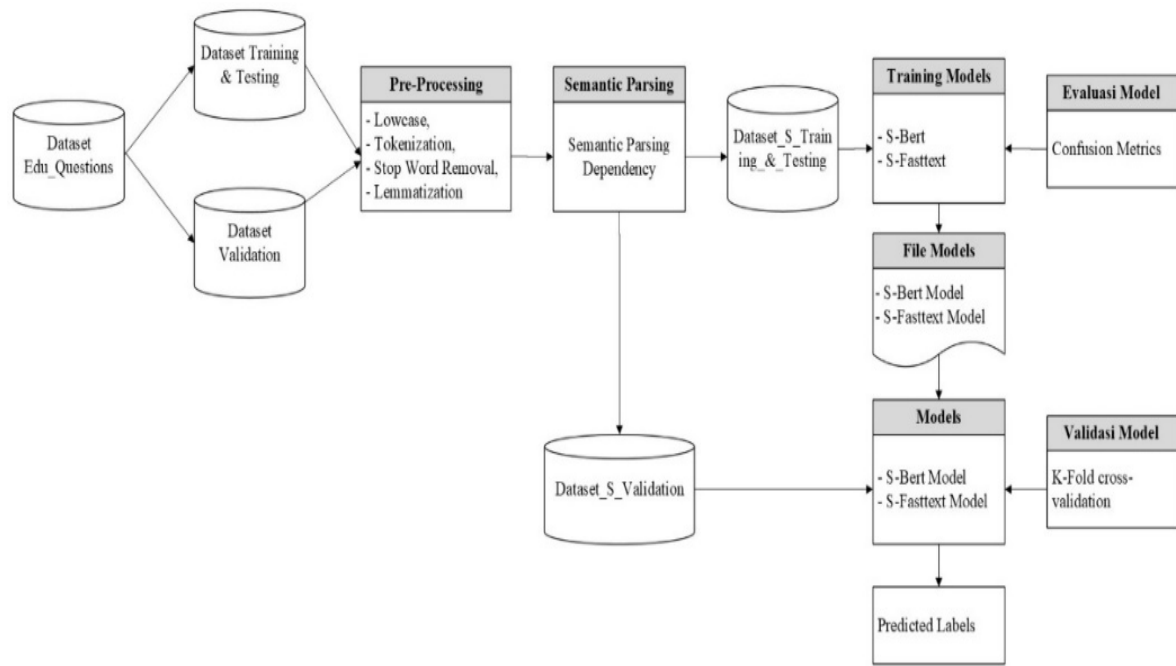 Dataset
Edu_Questions
Dataset Training
& Testing
Dataset
Validation
Pre-Processing
- Lowcase,
- Tokenization,
- Stop Word Removal,
- Lemmatization
Semantic Parsing
Semantic Parsing
Dependency
Dataset_S_Train
ing_&_Testing
Training Models
- S-Bert
- S-Fasttext
Evaluasi Model
Confusion Metrics
File Models
- S-Bert Model
- S-Fasttext Model
Dataset_S_Validation
Models
- S-Bert Model
- S-Fasttext Model
Validasi Model
K-Fold cross-
validation
Predicted Labels